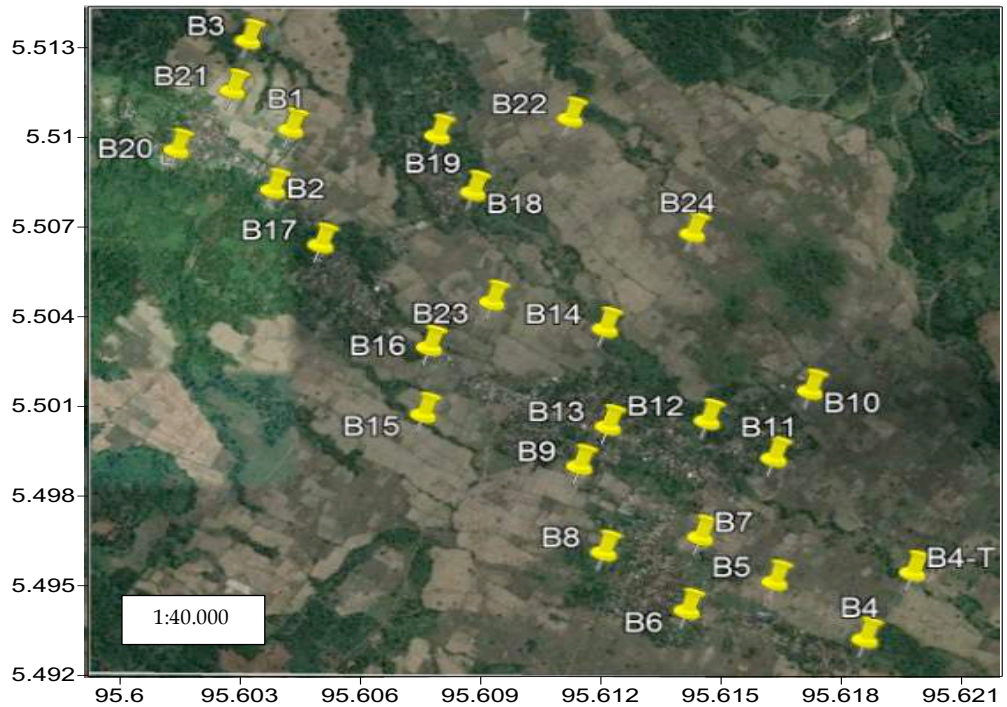 B3
5.513
B21
B1
B22
5.51
B20
B19
B2
B18
B24
5.507
B17
5.504
B23
B14
B16
B10
5.501
B13
B12
B15
B11
B9
5.498
B7
B8
B4-T
B5
5.495
B4
1:40.000
B6
5.492
95.6 95.603 95.606 95.609 95.612 95.615 95.618 95.621